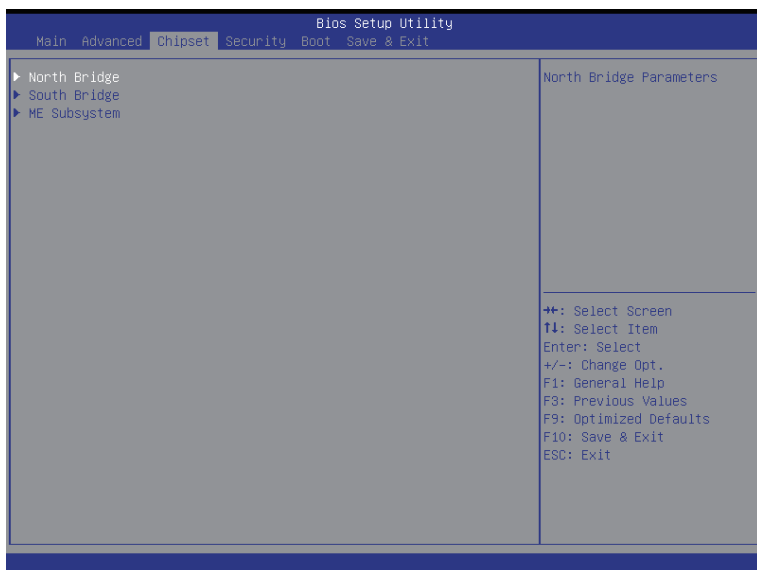 Bios Setup Utility
Main Advanced Chipset Security Boot Save & Exit
North Bridge
South Bridge
ME Subsystem
North Bridge Parameters
→←: Select Screen
↑↓: Select Item
Enter: Select
+/-: Change Opt.
F1: General Help
F3: Previous Values
F9: Optimized Defaults
F10: Save & Exit
ESC: Exit